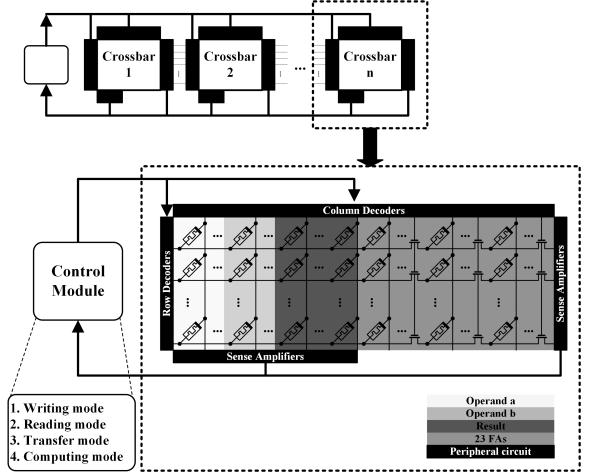 Crossbar
1
Crossbar
2
...
Crossbar
n
Column Decoders
Row Decoders
Sense Amplifiers
Control
Module
Sense Amplifiers
1. Writing mode
2. Reading mode
3. Transfer mode
4. Computing mode
Operand a
Operand b
Result
23 FAs
Peripheral circuit